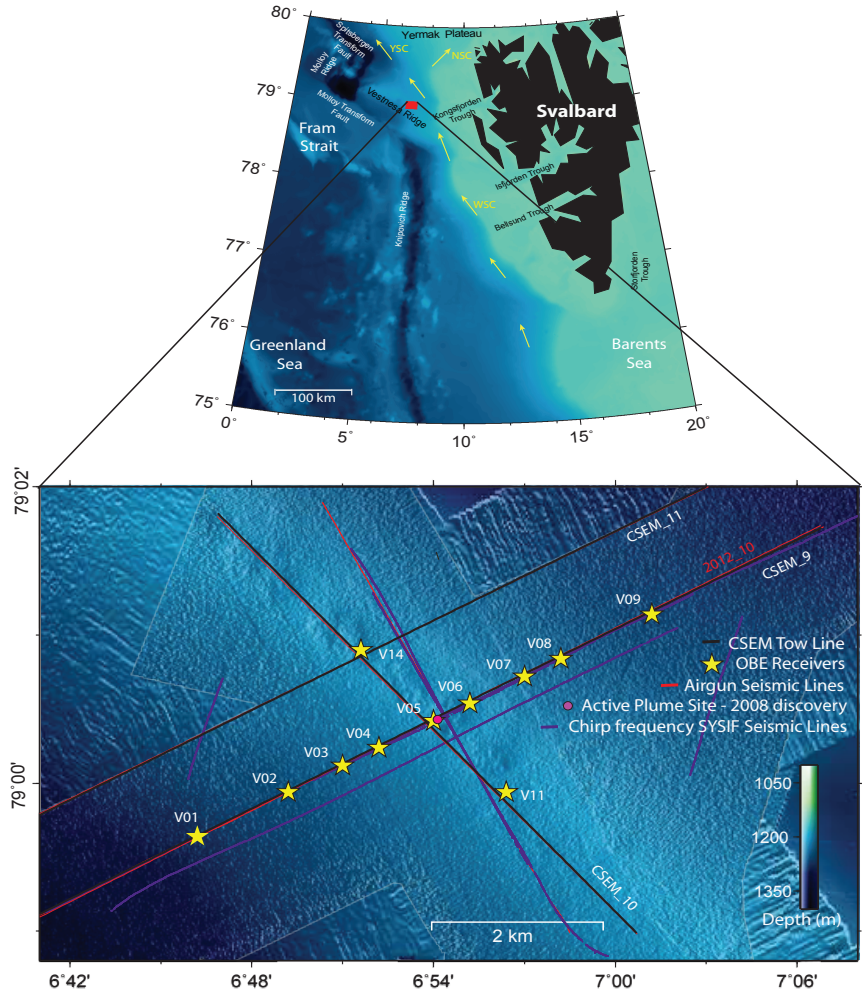 80˚
Yermak Plateau
Spitsbergen
Transform
Fault
YSC
NSC
Molloy
Ridge
79˚
Molloy Transform
Fault
Vestnesa Ridge
Kongsfjorden
Trough
Svalbard
Fram
Strait
78˚
Isfjorden Trough
Knipovich Ridge
WSC
Bellsund Trough
77˚
Storfjorden
Trough
76˚
Greenland
Sea
Barents
Sea
100 km
75˚
0˚
5˚
10˚
15˚
20˚
79˚02'
CSEM_11
2012_10
CSEM_9
V09
CSEM Tow Line
V08
V14
OBE Receivers
V07
Airgun Seismic Lines
V06
V05
Active Plume Site - 2008 discovery
V04
Chirp frequency SYSIF Seismic Lines
V03
79˚00'
V02
V11
1050
V01
1200
CSEM_10
1350
Depth (m)
2 km
6˚42'
6˚48'
6˚54'
7˚00'
7˚06'